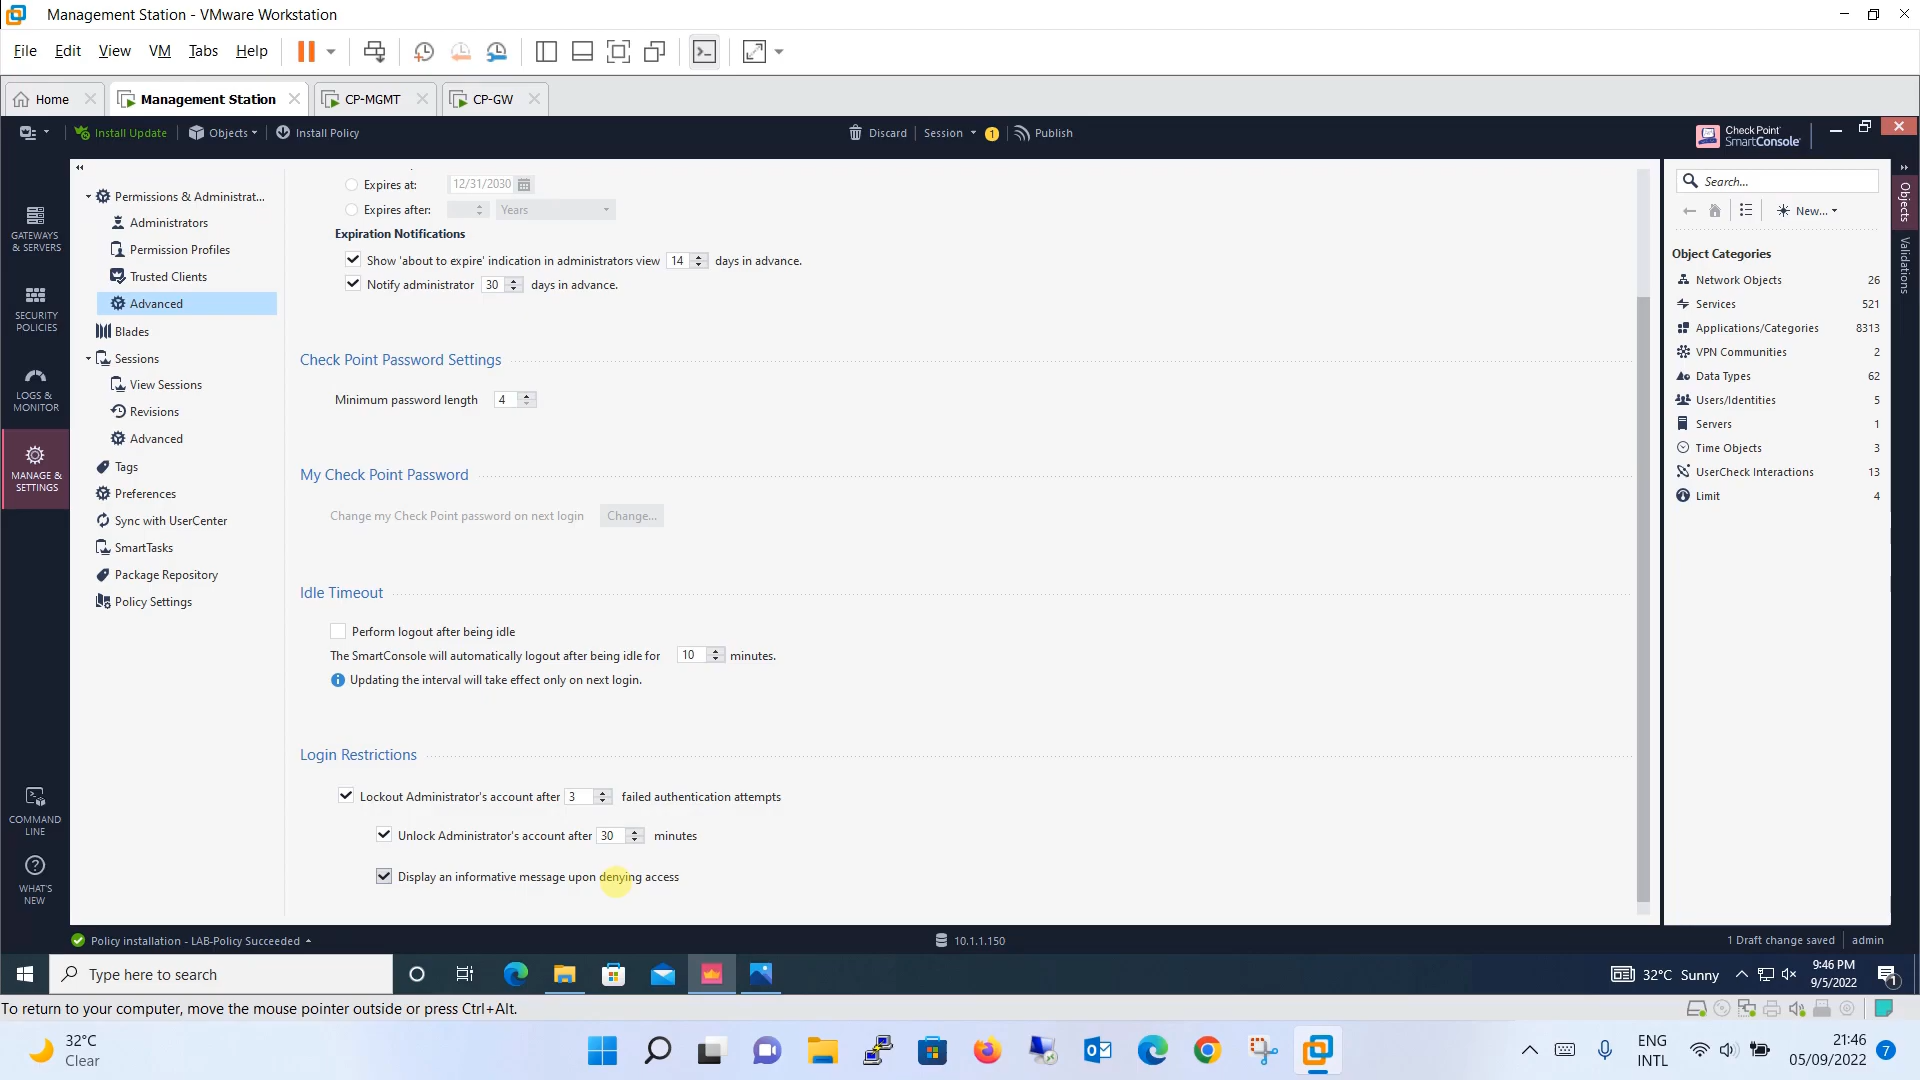 Management Station - VMware Workstation
File Edit View VM Tabs Help
Home Management Station CP-MGMT CP-GW
Install Update Objects Install Policy Discard Session 1 Publish Check Point SmartConsole
GATEWAYS & SERVERS
SECURITY POLICIES
LOGS & MONITOR
MANAGE & SETTINGS
COMMAND LINE
WHAT'S NEW
Permissions & Administrat...
Administrators
Permission Profiles
Trusted Clients
Advanced
Blades
Sessions
View Sessions
Revisions
Advanced
Tags
Preferences
Sync with UserCenter
SmartTasks
Package Repository
Policy Settings
Expires at: 12/31/2030
Expires after: Years
Expiration Notifications
Show 'about to expire' indication in administrators view 14 days in advance.
Notify administrator 30 days in advance.
Check Point Password Settings
Minimum password length 4
My Check Point Password
Change my Check Point password on next login Change...
Idle Timeout
Perform logout after being idle
The SmartConsole will automatically logout after being idle for 10 minutes.
Updating the interval will take effect only on next login.
Login Restrictions
Lockout Administrator's account after 3 failed authentication attempts
Unlock Administrator's account after 30 minutes
Display an informative message upon denying access
Search...
New...
Object Categories
Network Objects 26
Services 521
Applications/Categories 8313
VPN Communities 2
Data Types 62
Users/Identities 5
Servers 1
Time Objects 3
UserCheck Interactions 13
Limit 4
Objects
Validations
Policy installation - LAB-Policy Succeeded 10.1.1.150 1 Draft change saved admin
Type here to search 32°C Sunny 9:46 PM
9/5/2022 1
To return to your computer, move the mouse pointer outside or press Ctrl+Alt.
32°C
Clear
ENG
INTL
21:46
05/09/2022 7